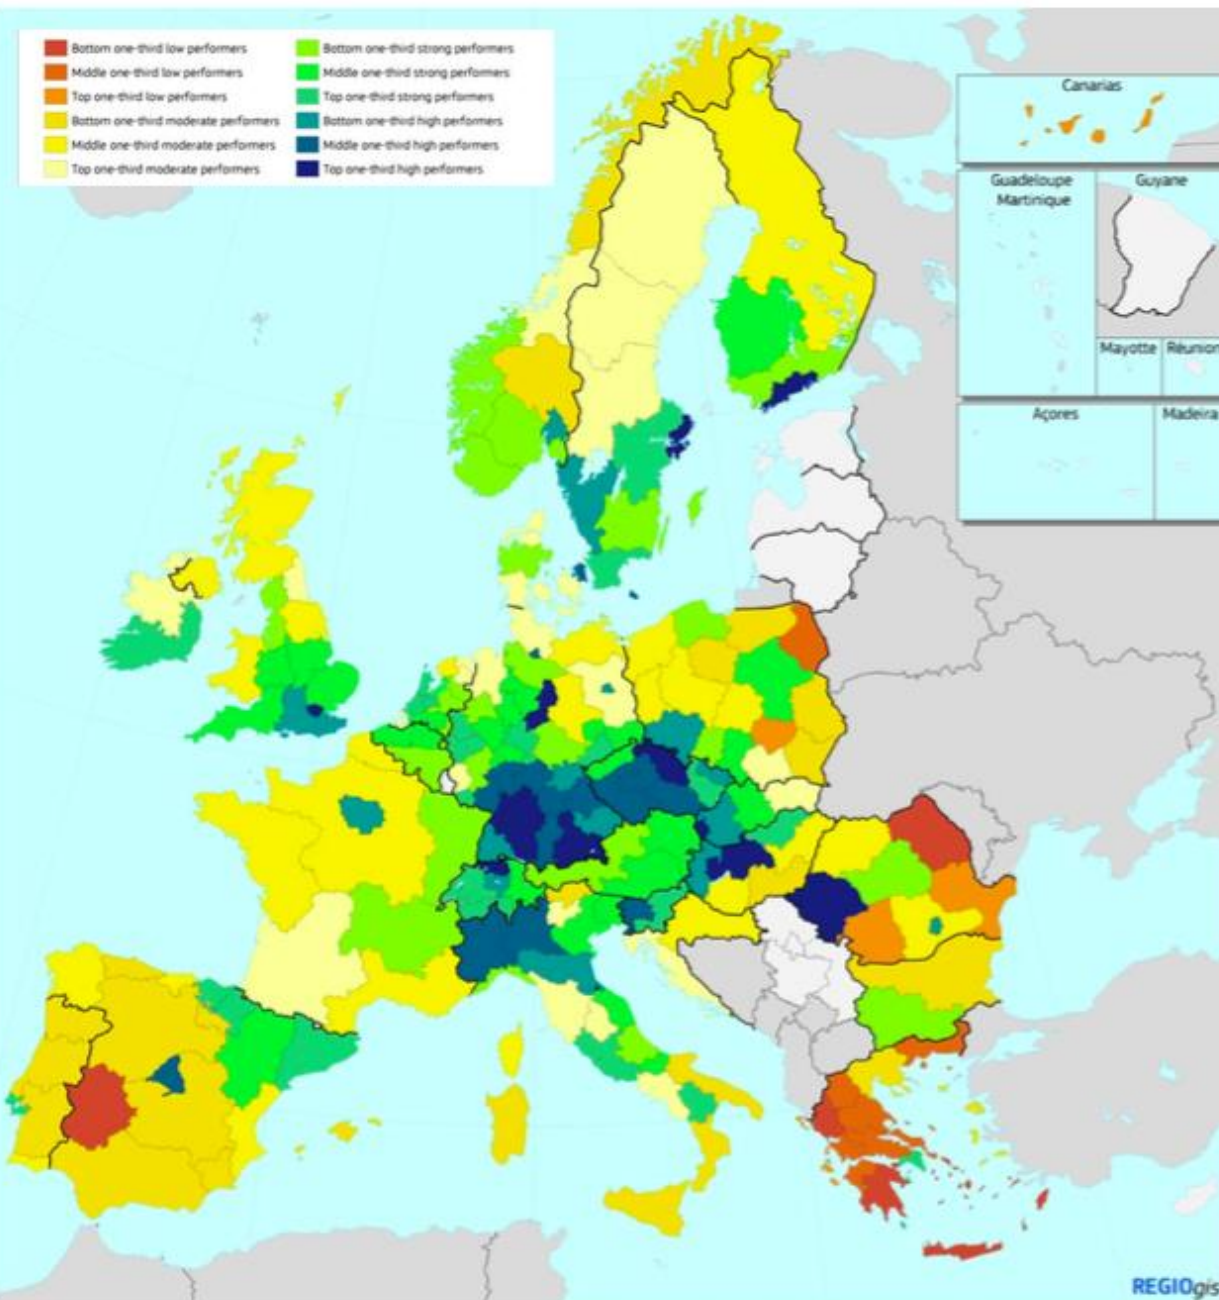 Bottom one-third low performers
Middle one-third low performers
Top one-third low performers
Bottom one-third moderate performers
Middle one-third moderate performers
Top one-third moderate performers
Bottom one-third strong performers
Middle one-third strong performers
Top one-third strong performers
Bottom one-third high performers
Middle one-third high performers
Top one-third high performers
Canarias
Guadeloupe
Martinique
Guyane
Mayotte
Réunion
Açores
Madeira
REGIOgis